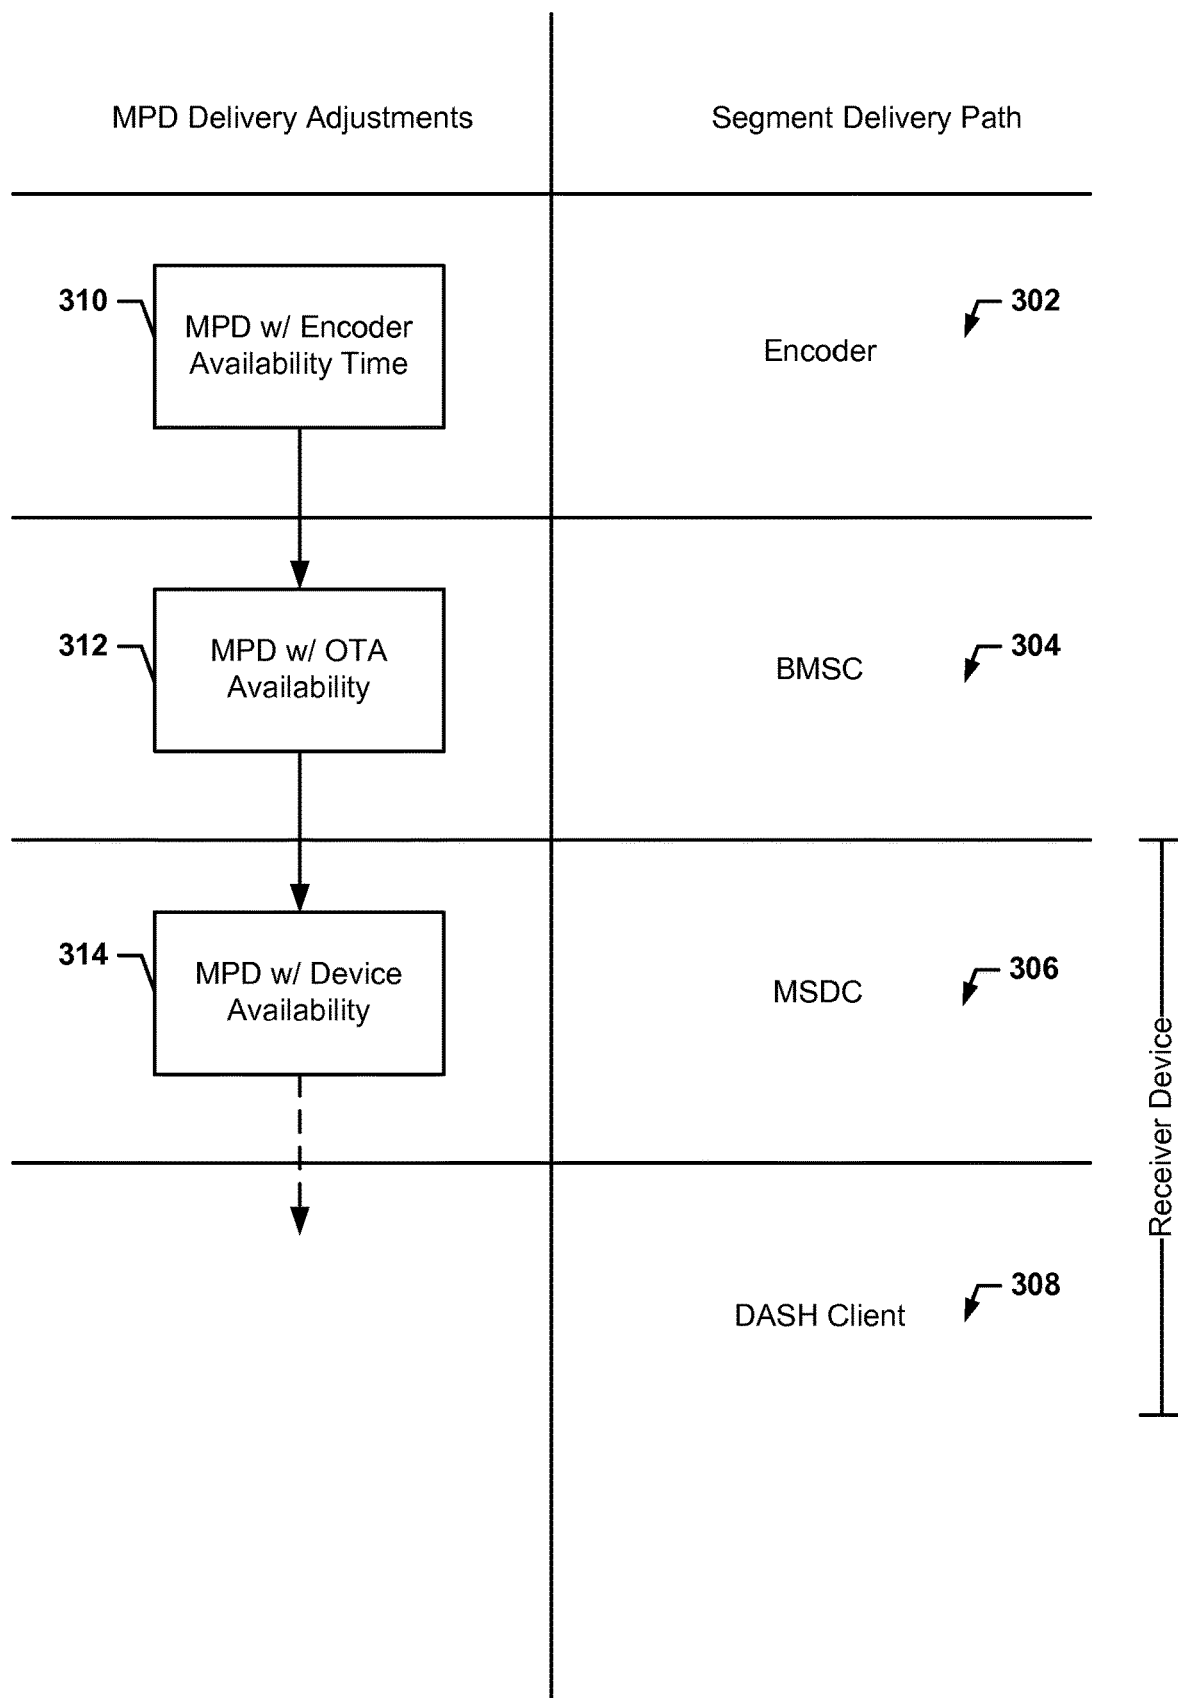 MPD Delivery Adjustments
Segment Delivery Path
310
MPD w/ Encoder
Availability Time
302
Encoder
312
MPD w/ OTA
Availability
304
BMSC
314
MPD w/ Device
Availability
306
MSDC
Receiver Device
308
DASH Client